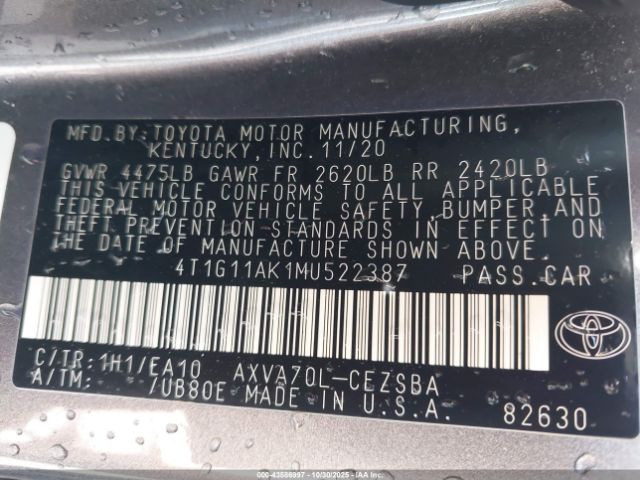 MFD.BY:TOYOTA MOTOR MANUFACTURING,
KENTUCKY,INC.11/20
GVWR 4475LB GAWR FR 2620LB RR 2420LB
THIS VEHICLE CONFORMS TO ALL APPLICABLE
FEDERAL MOTOR VEHICLE SAFETY,BUMPER,AND
THEFT PREVENTION STANDARDS IN EFFECT ON
THE DATE OF MANUFACTURE SHOWN ABOVE.
4T1G11AK1MU522387 PASS.CAR
C/TR:1H1/EA10 AXVA70L-CEZSBA
A/TM: /UB80E MADE IN U.S.A. 82630
000-43586997 • 10/30/2025 • IAAI US